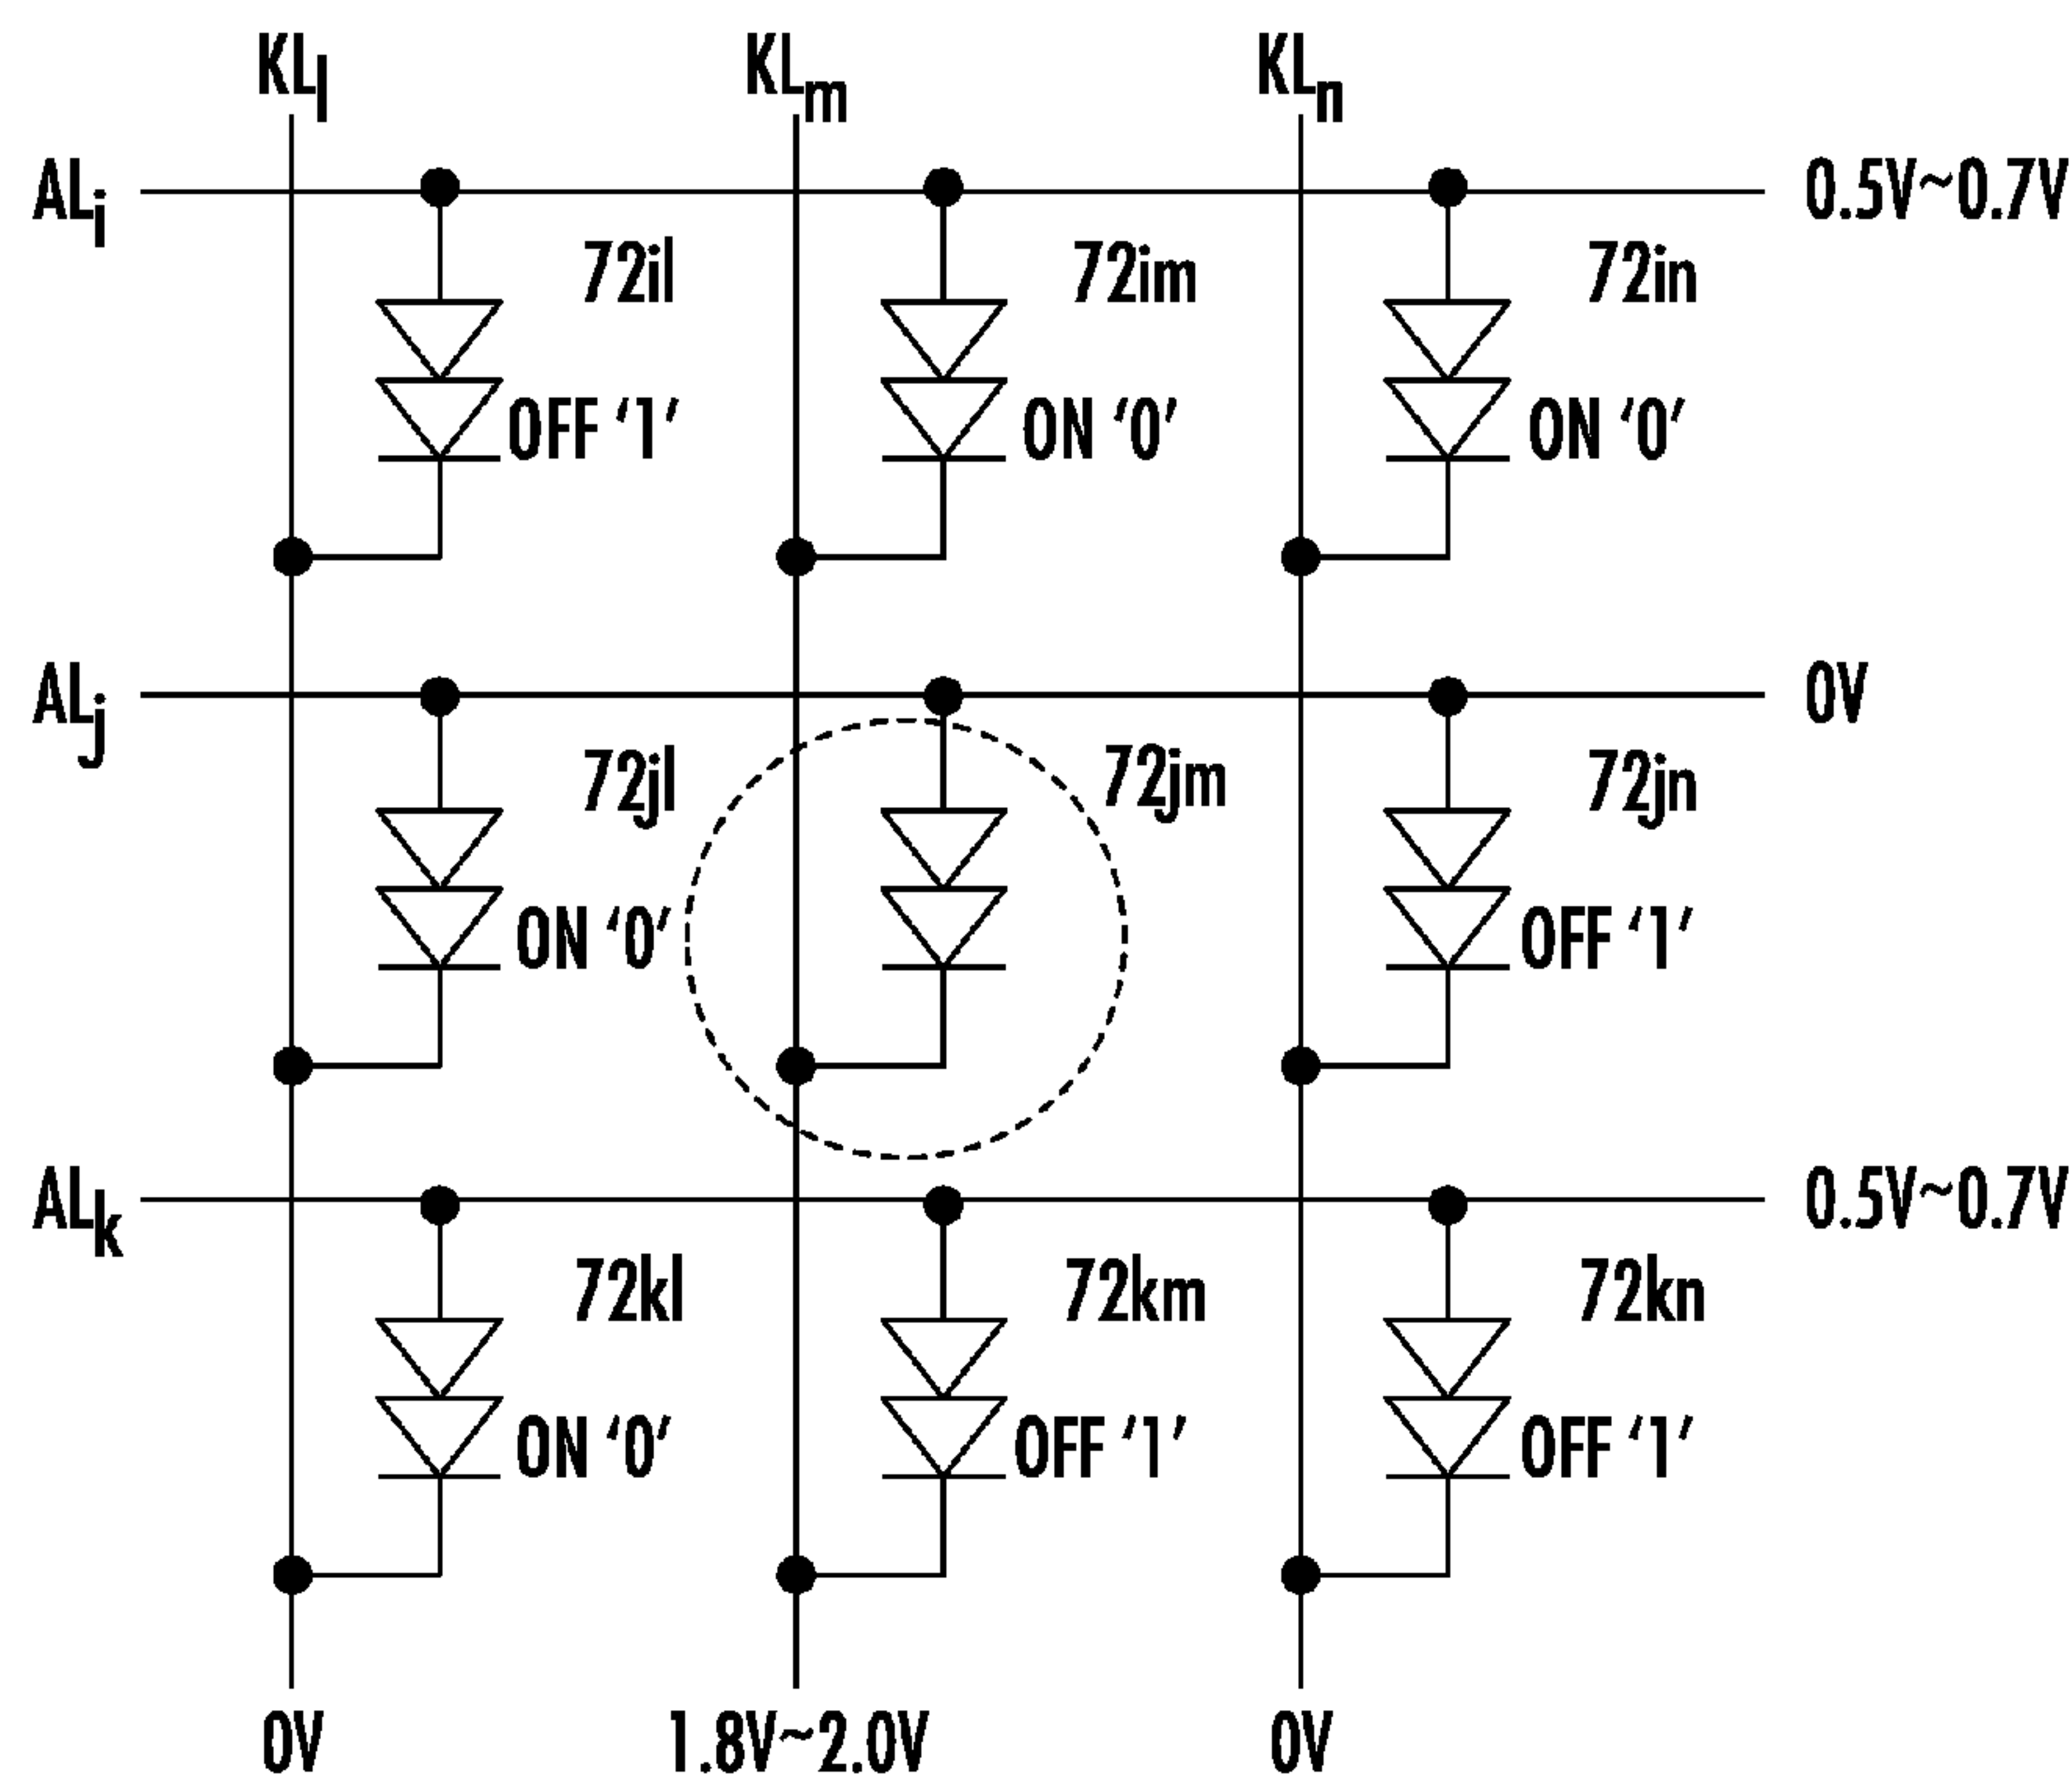 KLl KLm KLn
ALi 0.5V~0.7V
72il 72im 72in
OFF ‘1’ ON ‘0’ ON ‘0’
ALj 0V
72jl 72jm 72jn
ON ‘0’ OFF ‘1’
ALk 0.5V~0.7V
72kl 72km 72kn
ON ‘0’ OFF ‘1’ OFF ‘1’
0V 1.8V~2.0V 0V